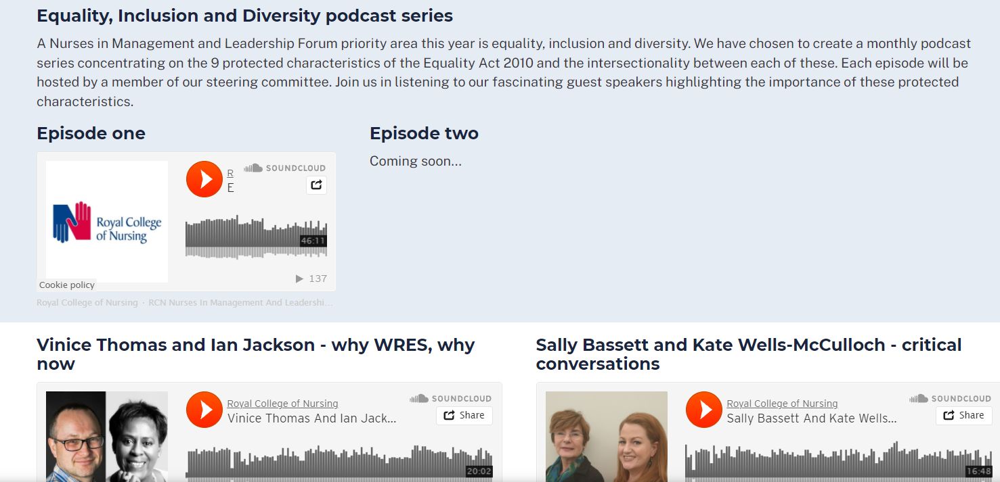 Equality, Inclusion and Diversity podcast series
A Nurses in Management and Leadership Forum priority area this year is equality, inclusion and diversity. We have chosen to create a monthly podcast
series concentrating on the 9 protected characteristics of the Equality Act 2010 and the intersectionality between each of these. Each episode will be
hosted by a member of our steering committee. Join us in listening to our fascinating guest speakers highlighting the importance of these protected
characteristics.
Episode one
R
SOUNDCLOUD
E
Royal College
of Nursing
46:11
137
Cookie policy
Royal College of Nursing · RCN Nurses In Management And Leadershi...
Episode two
Coming soon...
Vinice Thomas and Ian Jackson - why WRES, why
now
SOUNDCLOUD
Royal College of Nursing
Share
Vinice Thomas And Ian Jack...
20:02
Sally Bassett and Kate Wells-McCulloch - critical
conversations
SOUNDCLOUD
Royal College of Nursing
Share
Sally Bassett And Kate Wells...
16:48